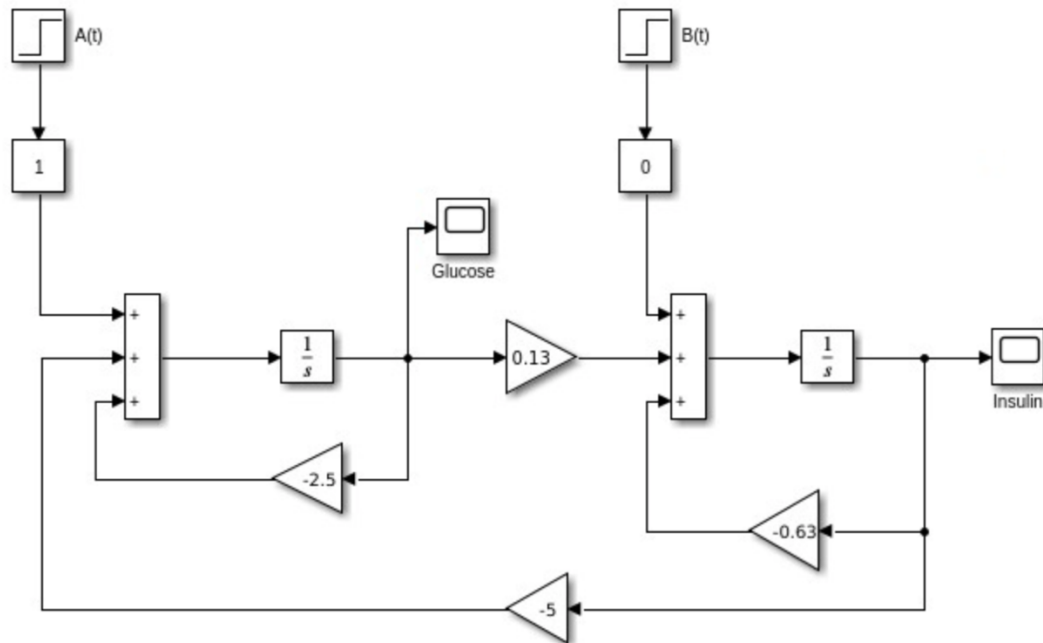 A(t)
B(t)
1
0
Glucose
+
+
+
1
s
0.13
+
+
+
1
s
Insulin
-2.5
-0.63
-5